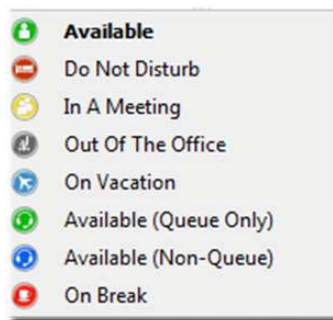 Available
Do Not Disturb
In A Meeting
Out Of The Office
On Vacation
Available (Queue Only)
Available (Non-Queue)
On Break